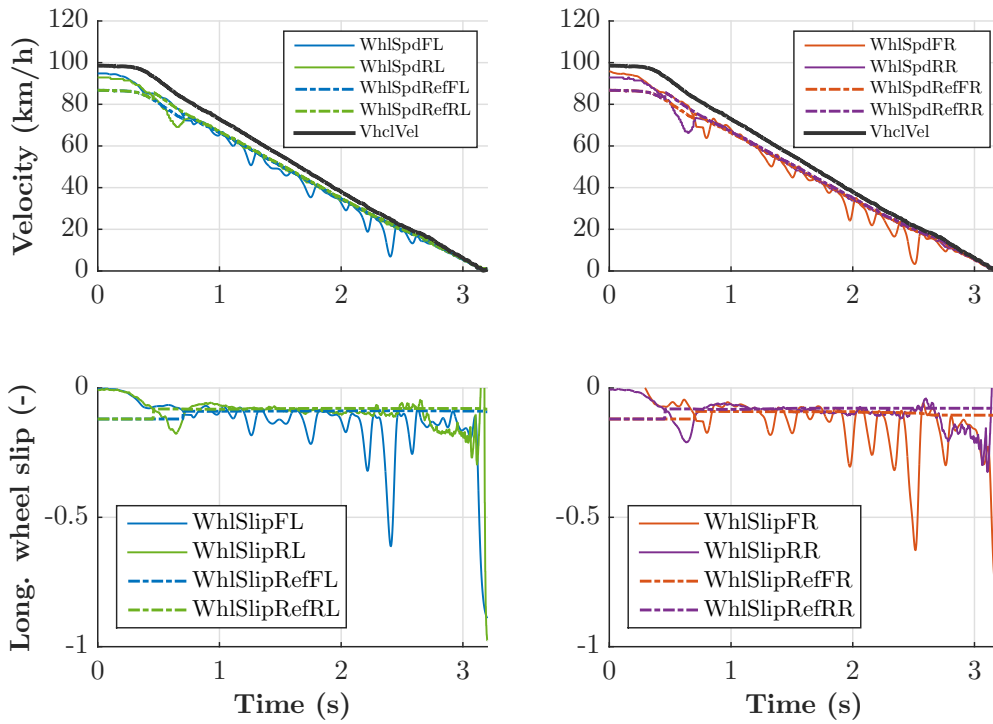 Velocity (km/h)
120
100
80
60
40
20
0
0
1
2
3
WhlSpdFL
WhlSpdRL
WhlSpdRefFL
WhlSpdRefRL
VhclVel
120
100
80
60
40
20
0
0
1
2
3
WhlSpdFR
WhlSpdRR
WhlSpdRefFR
WhlSpdRefRR
VhclVel
Long. wheel slip (-)
0
-0.5
-1
0
1
2
3
WhlSlipFL
WhlSlipRL
WhlSlipRefFL
WhlSlipRefRL
Time (s)
0
-0.5
-1
0
1
2
3
WhlSlipFR
WhlSlipRR
WhlSlipRefFR
WhlSlipRefRR
Time (s)